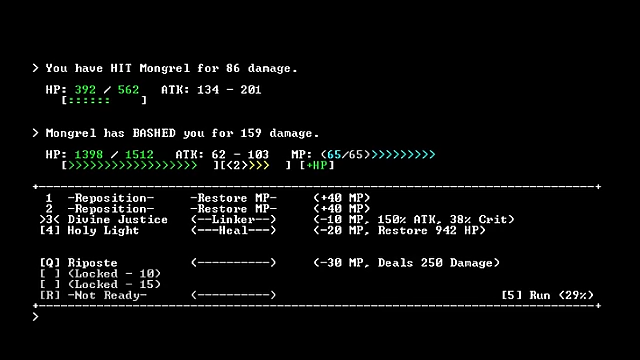 > You have HIT Mongrel for 86 damage.
HP: 392 / 562   ATK: 134 - 201
[::::::     ]
> Mongrel has BASHED you for 159 damage.
HP: 1398 / 1512   ATK: 62 - 103   MP: (65/65)>>>>>>>>>>
[>>>>>>>>>>>>>>>>>>>  ][(2>>>>  ] [+HP]
+-----------------------------------------------------------------------------------+
1  -Reposition-     -Restore MP-     (+40 MP)
2  -Reposition-     -Restore MP-     (+40 MP)
>3< Divine Justice   (--Linker--)     (-10 MP, 150% ATK, 38% Crit)
[4] Holy Light       (---Heal---)     (-20 MP, Restore 942 HP)
[Q] Riposte          (----------)     (-30 MP, Deals 250 Damage)
[ ] (Locked - 10)
[ ] (Locked - 15)
[R] -Not Ready-      (----------)                                [5] Run (29%)
+-----------------------------------------------------------------------------------+
>